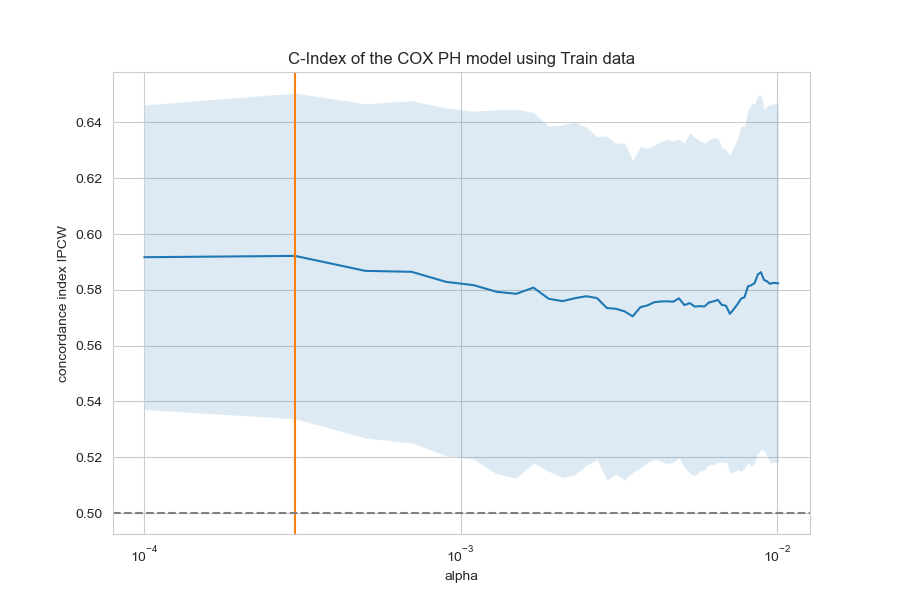 C-Index of the COX PH model using Train data
concordance index IPCW
0.64
0.62
0.60
0.58
0.56
0.54
0.52
0.50
10⁻⁴ 10⁻³ 10⁻²
alpha